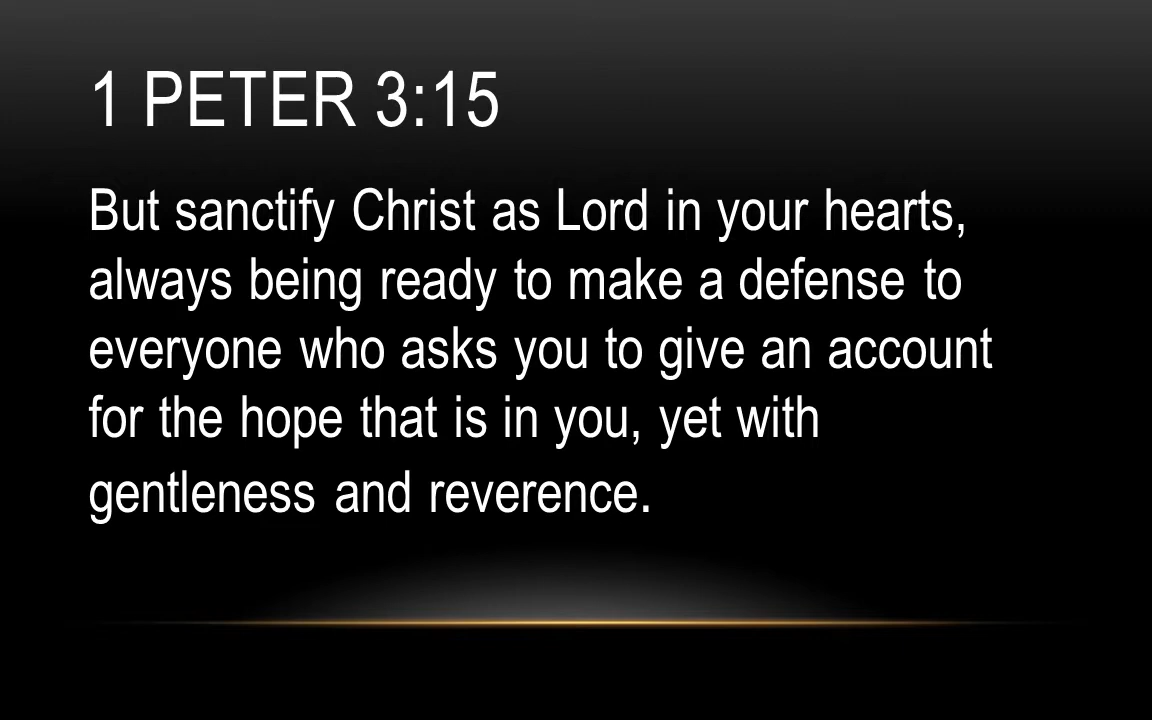 1 PETER 3:15
But sanctify Christ as Lord in your hearts,
always being ready to make a defense to
everyone who asks you to give an account
for the hope that is in you, yet with
gentleness and reverence.